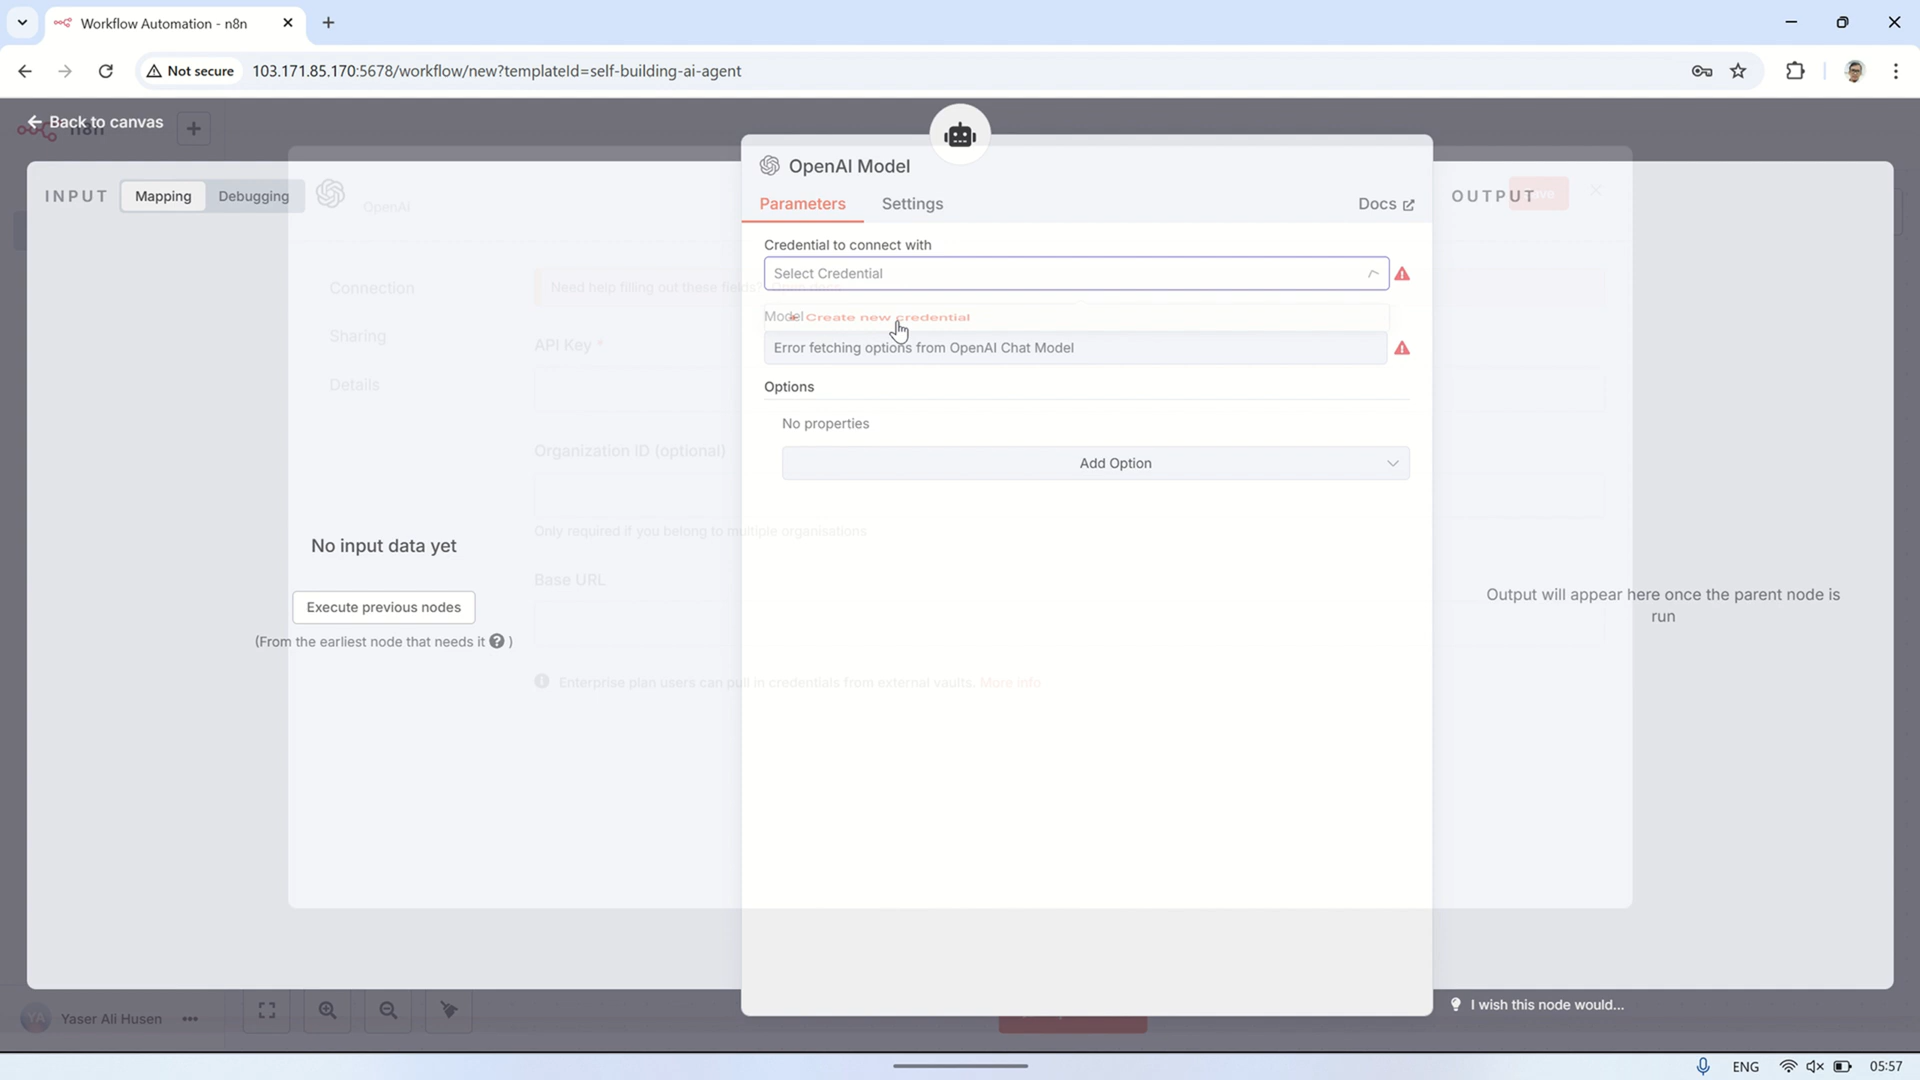 Workflow Automation - n8n
Not secure
103.171.85.170:5678/workflow/new?templateId=self-building-ai-agent
Back to canvas
n8n
INPUT
Mapping
Debugging
OpenAI
OpenAI Model
Parameters
Settings
Docs
OUTPUT
Connection
Sharing
Details
Need help filling out these fields? Open docs
API Key *
Organization ID (optional)
Only required if you belong to multiple organisations
Base URL
Enterprise plan users can pull in credentials from external vaults. More info
Credential to connect with
Select Credential
Model
+ Create new credential
Error fetching options from OpenAI Chat Model
Options
No properties
Add Option
No input data yet
Execute previous nodes
(From the earliest node that needs it ? )
Output will appear here once the parent node is
run
YA
Yaser Ali Husen
I wish this node would...
ENG
05:57